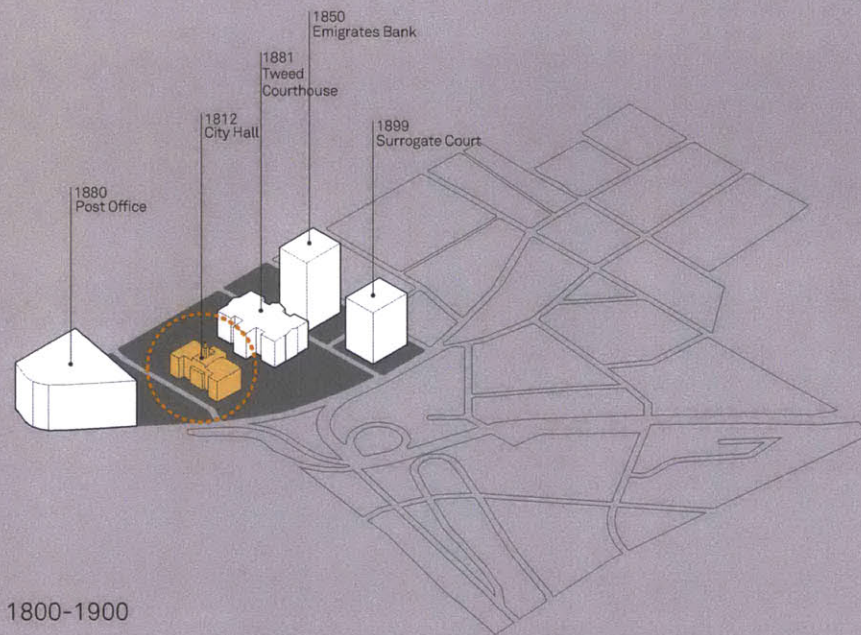 1850
Emigrates Bank
1881
Tweed
Courthouse
1812
City Hall
1899
Surrogate Court
1880
Post Office
1800-1900